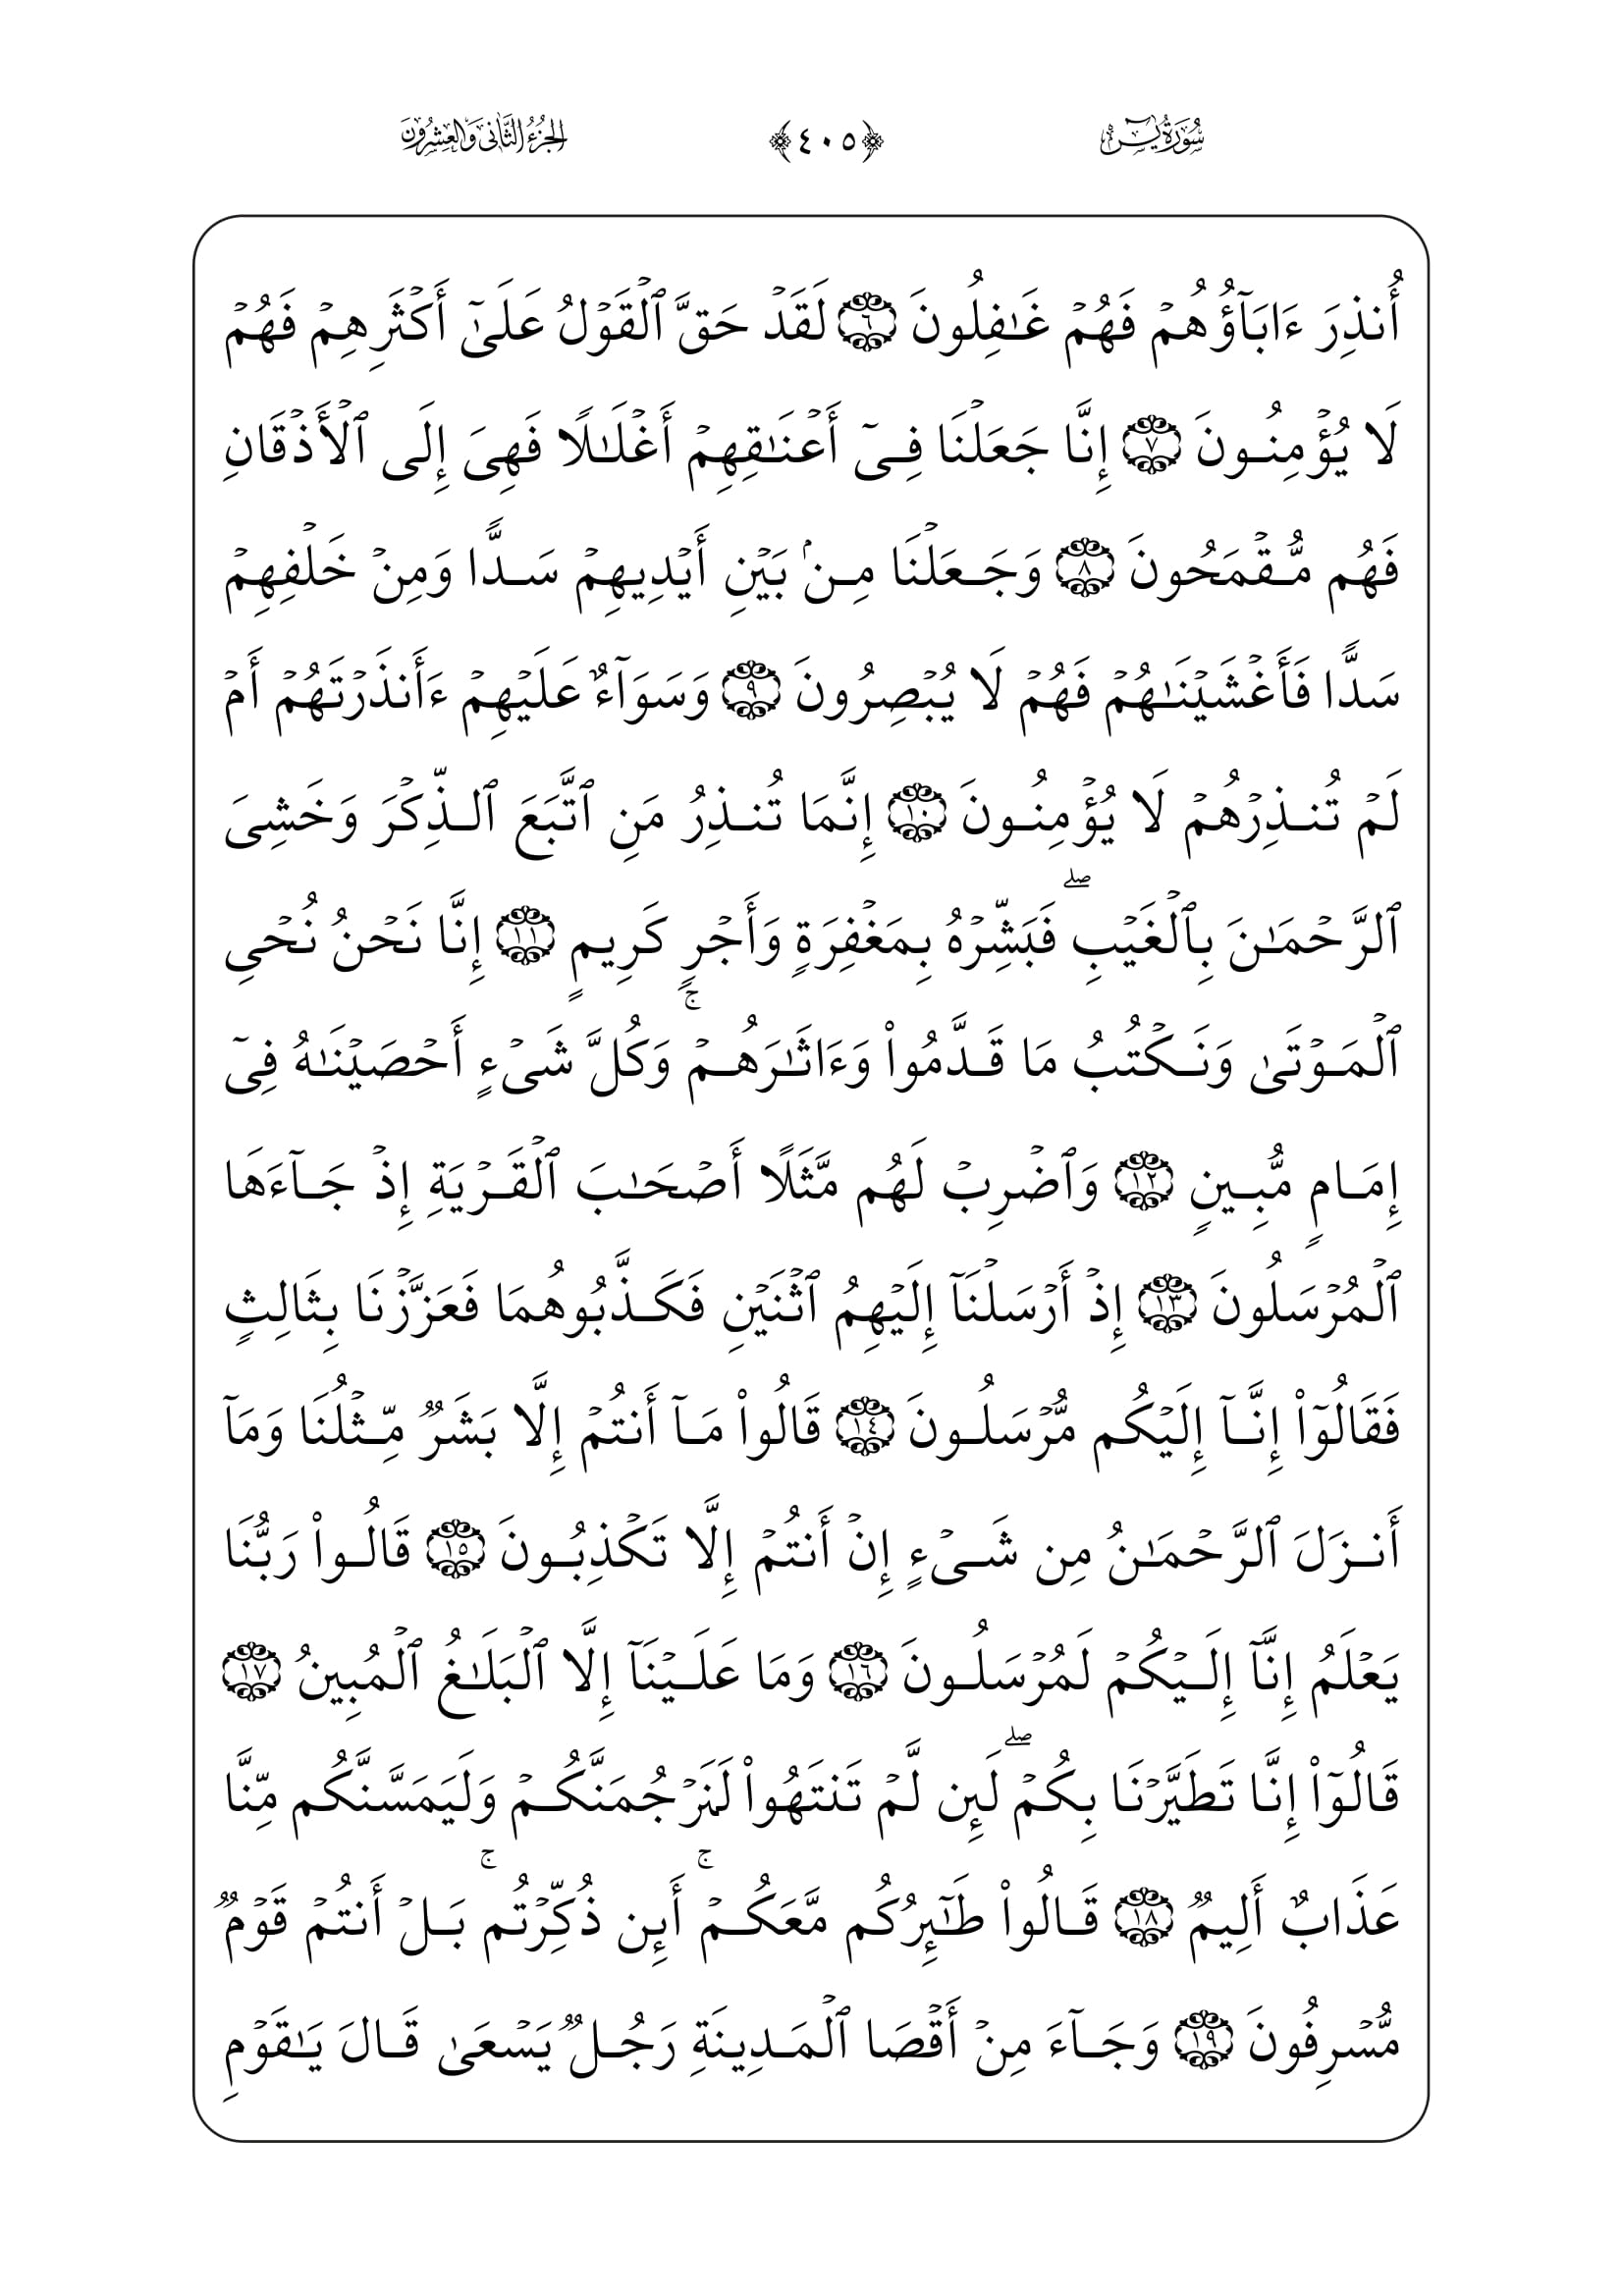 سُورَةُ يسٓ ﴿٤٠٥﴾ الجُزْءُ الثَّانِي وَالعِشْرُونَ
أُنذِرَ ءَابَآؤُهُمۡ فَهُمۡ غَـٰفِلُونَ ٦ لَقَدۡ حَقَّ ٱلۡقَوۡلُ عَلَىٰٓ أَكۡثَرِهِمۡ فَهُمۡ
لَا يُؤۡمِنُونَ ٧ إِنَّا جَعَلۡنَا فِىٓ أَعۡنَـٰقِهِمۡ أَغۡلَـٰلًا فَهِىَ إِلَى ٱلۡأَذۡقَانِ
فَهُم مُّقۡمَحُونَ ٨ وَجَعَلۡنَا مِنۢ بَيۡنِ أَيۡدِيهِمۡ سَدًّا وَمِنۡ خَلۡفِهِمۡ
سَدًّا فَأَغۡشَيۡنَـٰهُمۡ فَهُمۡ لَا يُبۡصِرُونَ ٩ وَسَوَآءٌ عَلَيۡهِمۡ ءَأَنذَرۡتَهُمۡ أَمۡ
لَمۡ تُنذِرۡهُمۡ لَا يُؤۡمِنُونَ ١٠ إِنَّمَا تُنذِرُ مَنِ ٱتَّبَعَ ٱلذِّكۡرَ وَخَشِىَ
ٱلرَّحۡمَـٰنَ بِٱلۡغَيۡبِۖ فَبَشِّرۡهُ بِمَغۡفِرَةٍ وَأَجۡرٍ كَرِيمٍ ١١ إِنَّا نَحۡنُ نُحۡىِ
ٱلۡمَوۡتَىٰ وَنَكۡتُبُ مَا قَدَّمُواْ وَءَاثَـٰرَهُمۡۚ وَكُلَّ شَىۡءٍ أَحۡصَيۡنَـٰهُ فِىٓ
إِمَامٍ مُّبِينٍ ١٢ وَٱضۡرِبۡ لَهُم مَّثَلًا أَصۡحَـٰبَ ٱلۡقَرۡيَةِ إِذۡ جَآءَهَا
ٱلۡمُرۡسَلُونَ ١٣ إِذۡ أَرۡسَلۡنَآ إِلَيۡهِمُ ٱثۡنَيۡنِ فَكَذَّبُوهُمَا فَعَزَّزۡنَا بِثَالِثٍ
فَقَالُوٓاْ إِنَّآ إِلَيۡكُم مُّرۡسَلُونَ ١٤ قَالُواْ مَآ أَنتُمۡ إِلَّا بَشَرٌ مِّثۡلُنَا وَمَآ
أَنزَلَ ٱلرَّحۡمَـٰنُ مِن شَىۡءٍ إِنۡ أَنتُمۡ إِلَّا تَكۡذِبُونَ ١٥ قَالُواْ رَبُّنَا
يَعۡلَمُ إِنَّآ إِلَيۡكُمۡ لَمُرۡسَلُونَ ١٦ وَمَا عَلَيۡنَآ إِلَّا ٱلۡبَلَـٰغُ ٱلۡمُبِينُ ١٧
قَالُوٓاْ إِنَّا تَطَيَّرۡنَا بِكُمۡۖ لَئِن لَّمۡ تَنتَهُواْ لَنَرۡجُمَنَّكُمۡ وَلَيَمَسَّنَّكُم مِّنَّا
عَذَابٌ أَلِيمٌ ١٨ قَالُواْ طَـٰٓئِرُكُم مَّعَكُمۡۚ أَئِن ذُكِّرۡتُمۚ بَلۡ أَنتُمۡ قَوۡمٌ
مُّسۡرِفُونَ ١٩ وَجَآءَ مِنۡ أَقۡصَا ٱلۡمَدِينَةِ رَجُلٌ يَسۡعَىٰ قَالَ يَـٰقَوۡمِ